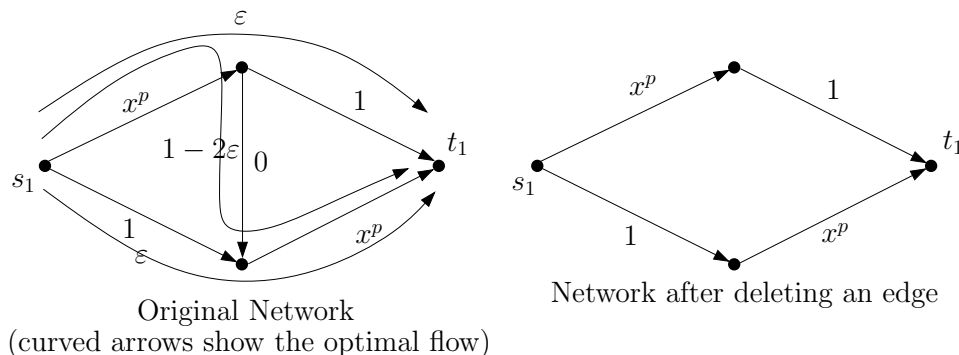 ε
x^p
1
1 − 2ε
0
s_1
t_1
1
ε
x^p
Original Network
(curved arrows show the optimal flow)
x^p
1
s_1
t_1
1
x^p
Network after deleting an edge